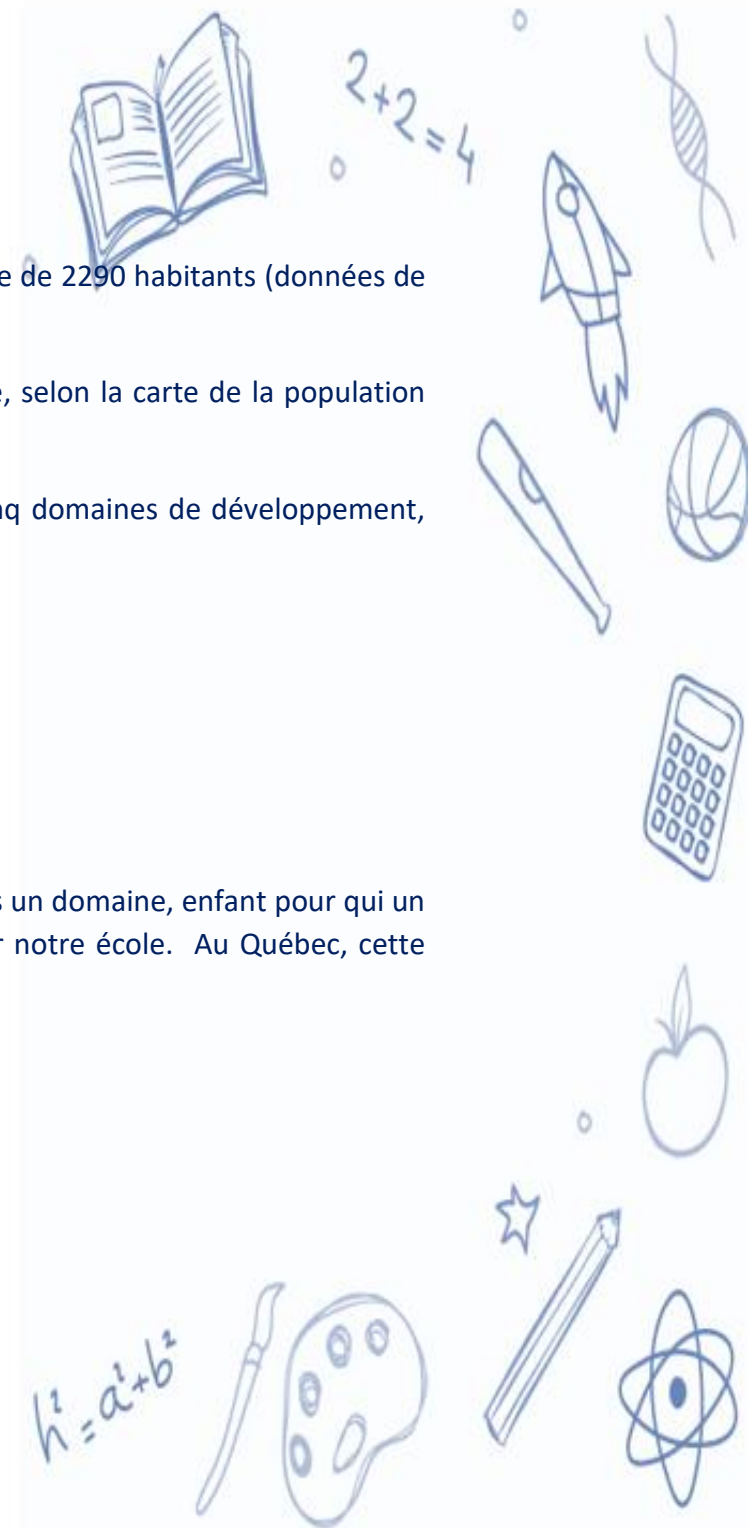 2+2=4
e de 2290 habitants (données de
, selon la carte de la population
q domaines de développement,
un domaine, enfant pour qui un
notre école. Au Québec, cette
h²=a²+b²